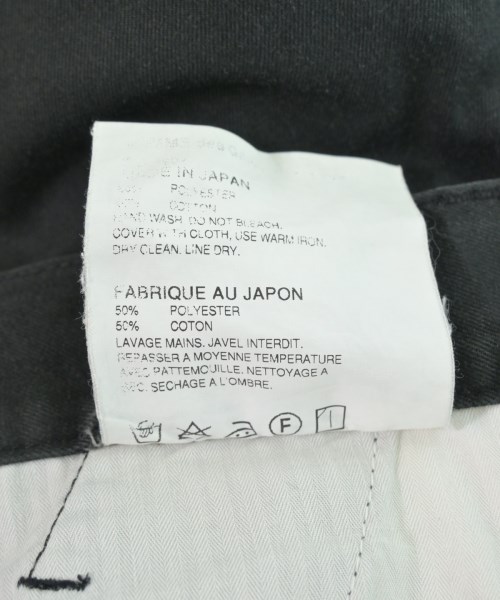 MADE IN JAPAN
POLYESTER
COTTON
HAND WASH. DO NOT BLEACH.
COVER WITH CLOTH, USE WARM IRON.
DRY CLEAN. LINE DRY.
FABRIQUE AU JAPON
50% POLYESTER
50% COTON
LAVAGE MAINS. JAVEL INTERDIT.
REPASSER A MOYENNE TEMPERATURE
AVEC PATTEMOUILLE. NETTOYAGE A
SEC. SECHAGE A L'OMBRE.
F